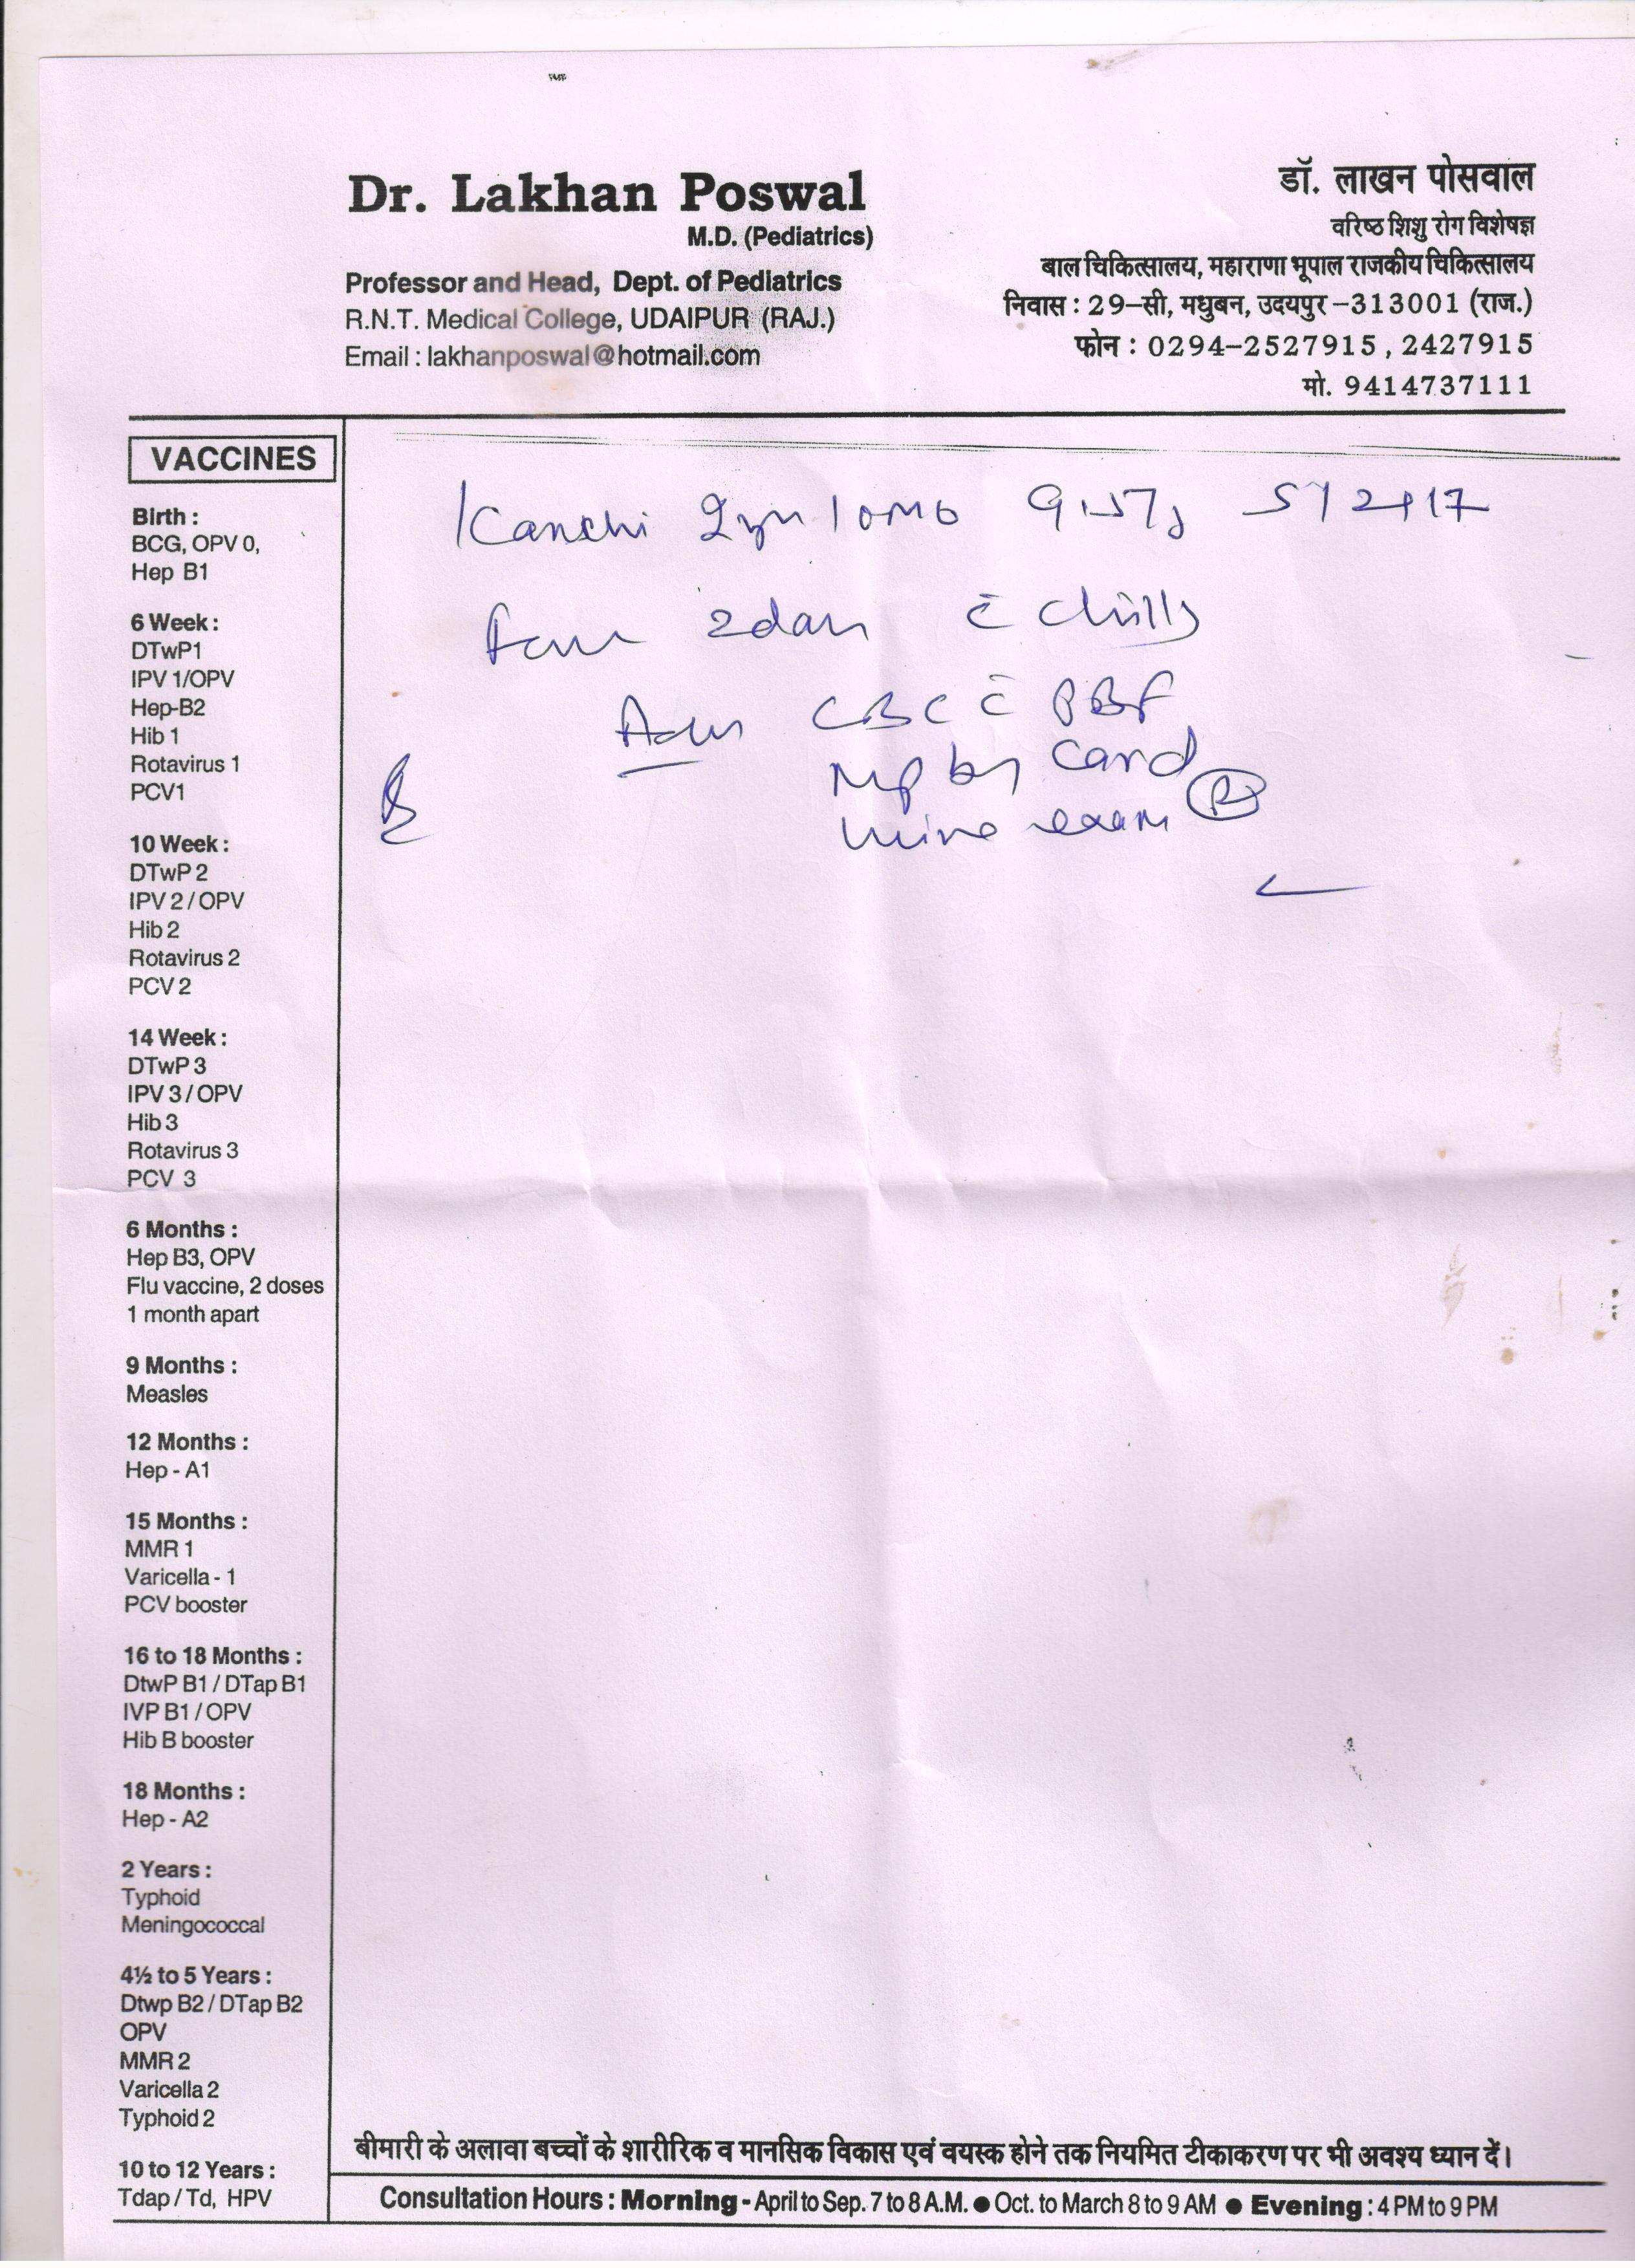 Dr. Lakhan Poswal
M.D. (Pediatrics)
Professor and Head, Dept. of Pediatrics
R.N.T. Medical College, UDAIPUR (RAJ.)
Email : lakhanposwal@hotmail.com
डॉ. लाखन पोसवाल
वरिष्ठ शिशु रोग विशेषज्ञ
बाल चिकित्सालय, महाराणा भूपाल राजकीय चिकित्सालय
निवास : 29-सी, मधुबन, उदयपुर-313001 (राज.)
फोन : 0294-2527915, 2427915
मो. 9414737111
VACCINES
Birth :
BCG, OPV 0,
Hep B1
6 Week :
DTwP1
IPV 1/OPV
Hep-B2
Hib 1
Rotavirus 1
PCV1
10 Week :
DTwP 2
IPV 2 / OPV
Hib 2
Rotavirus 2
PCV 2
14 Week :
DTwP 3
IPV 3 / OPV
Hib 3
Rotavirus 3
PCV 3
6 Months :
Hep B3, OPV
Flu vaccine, 2 doses
1 month apart
9 Months :
Measles
12 Months :
Hep - A1
15 Months :
MMR 1
Varicella - 1
PCV booster
16 to 18 Months :
DtwP B1 / DTap B1
IVP B1 / OPV
Hib B booster
18 Months :
Hep - A2
2 Years :
Typhoid
Meningococcal
4½ to 5 Years :
Dtwp B2 / DTap B2
OPV
MMR 2
Varicella 2
Typhoid 2
10 to 12 Years :
Tdap / Td, HPV
Kanchi 10mo
2days c̄ chills
CBC c̄ PBF
MP by Card
urine exam R
बीमारी के अलावा बच्चों के शारीरिक व मानसिक विकास एवं वयस्क होने तक नियमित टीकाकरण पर भी अवश्य ध्यान दें।
Consultation Hours : Morning - April to Sep. 7 to 8 A.M. ● Oct. to March 8 to 9 AM ● Evening : 4 PM to 9 PM